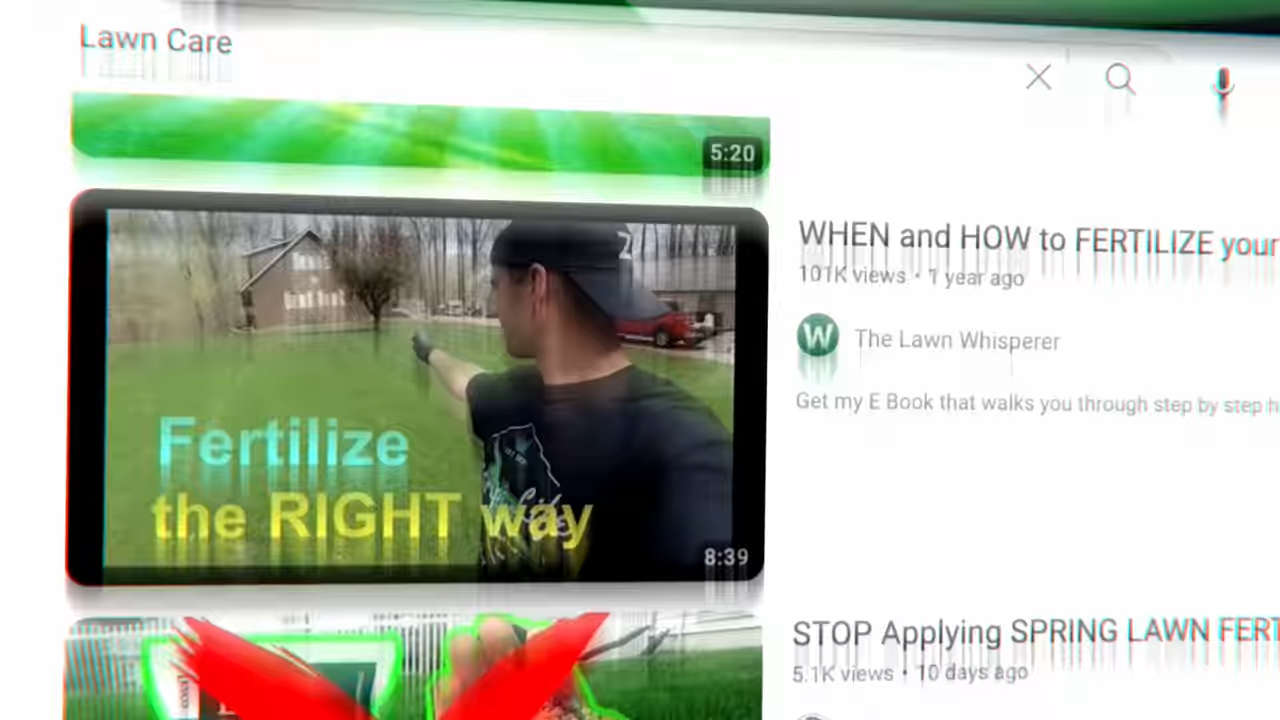 Lawn Care
5:20
WHEN and HOW to FERTILIZE your
101K views • 1 year ago
W
The Lawn Whisperer
Get my E Book that walks you through step by step h
Fertilize
the RIGHT way
8:39
STOP Applying SPRING LAWN FERT
5.1K views • 10 days ago